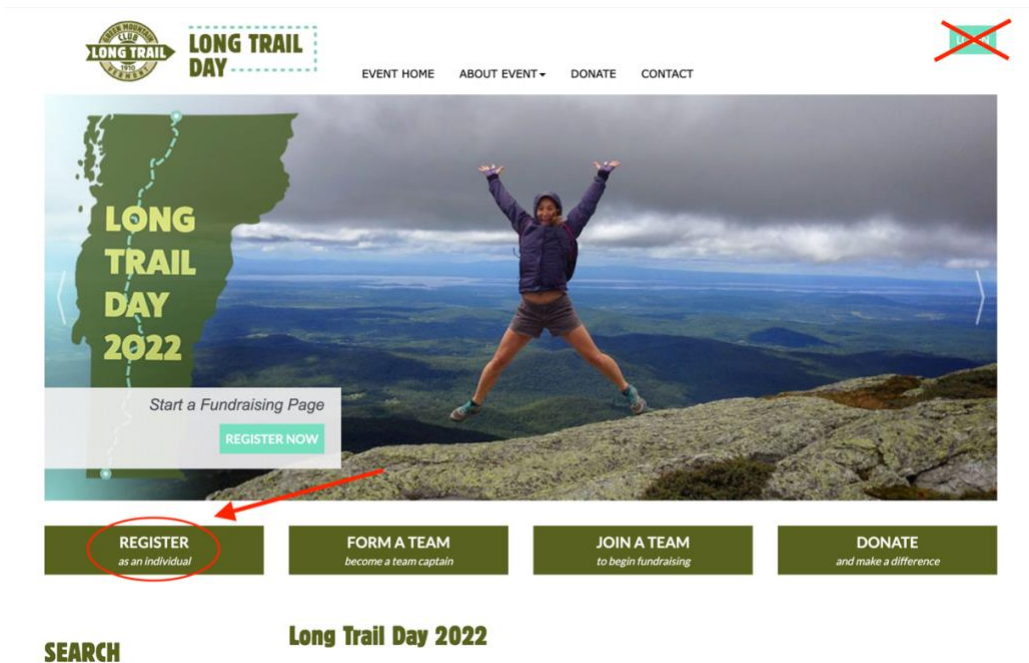 GREEN MOUNTAIN
CLUB
LONG TRAIL
1910
VERMONT
LONG TRAIL
DAY
EVENT HOME
ABOUT EVENT
DONATE
CONTACT
LONG
TRAIL
DAY
2022
Start a Fundraising Page
REGISTER NOW
REGISTER
as an individual
FORM A TEAM
become a team captain
JOIN A TEAM
to begin fundraising
DONATE
and make a difference
SEARCH
Long Trail Day 2022